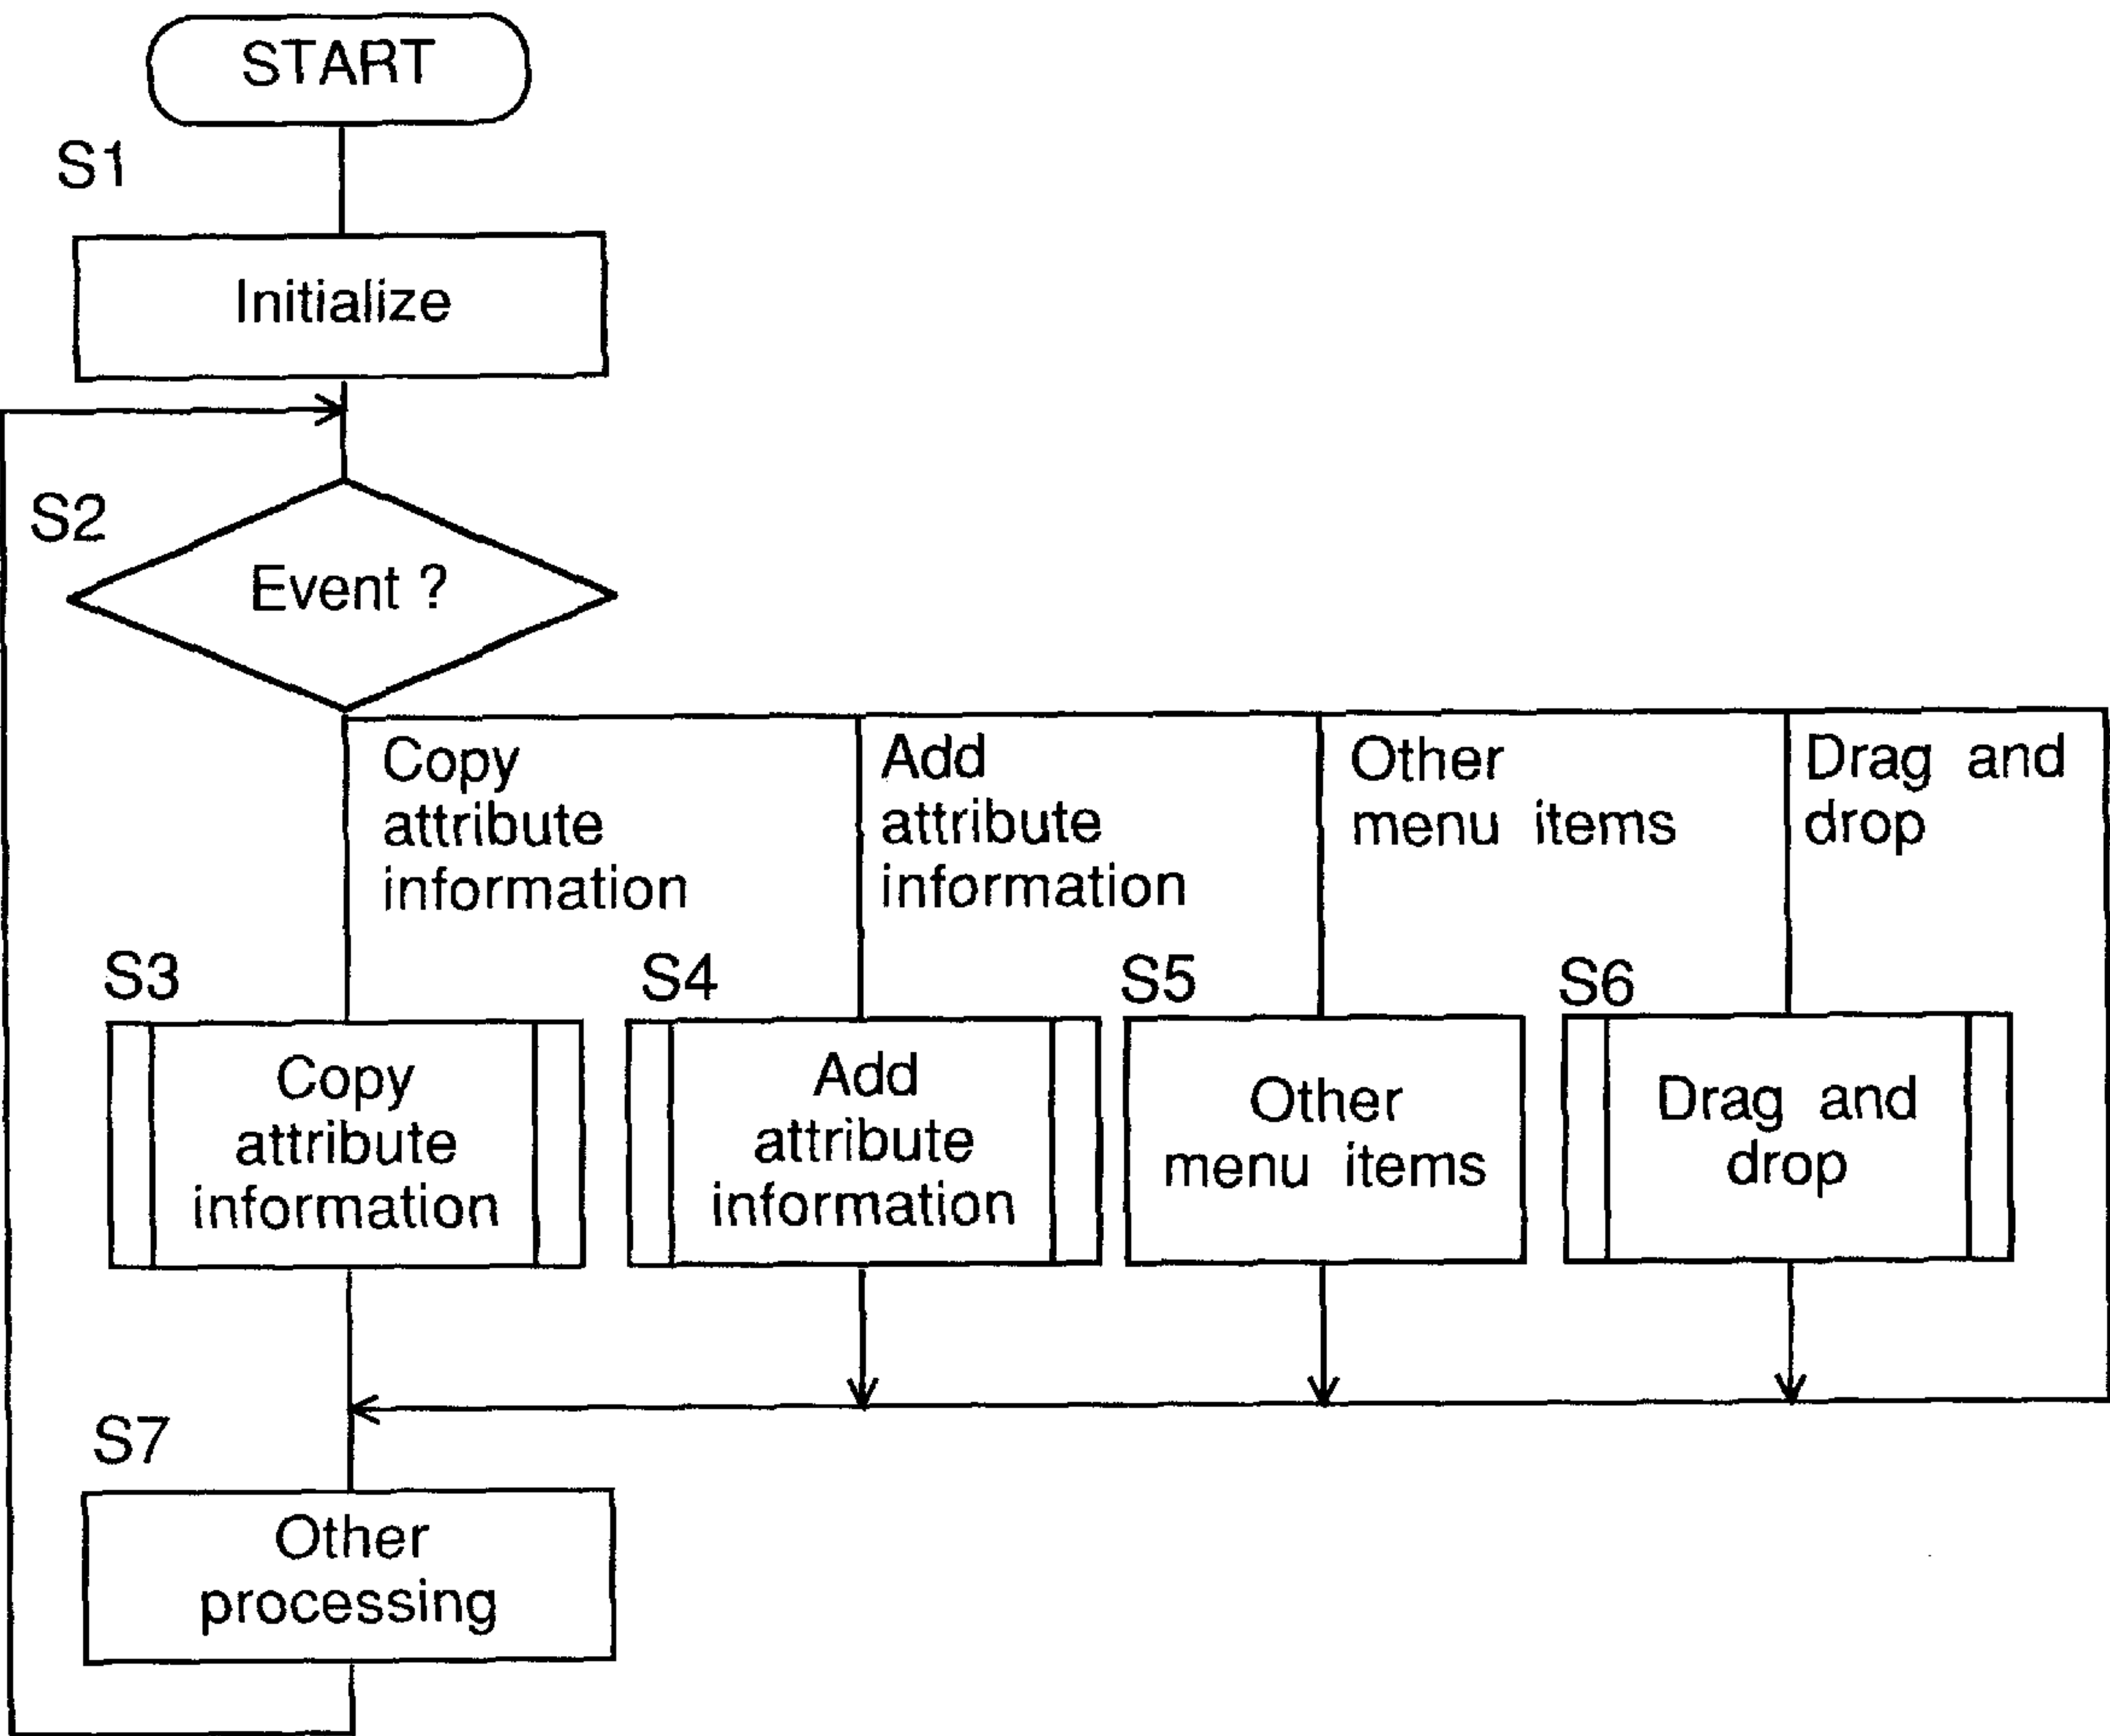 START
S1
Initialize
S2
Event ?
Copy
attribute
information
Add
attribute
information
Other
menu items
Drag and
drop
S3
Copy
attribute
information
S4
Add
attribute
information
S5
Other
menu items
S6
Drag and
drop
S7
Other
processing